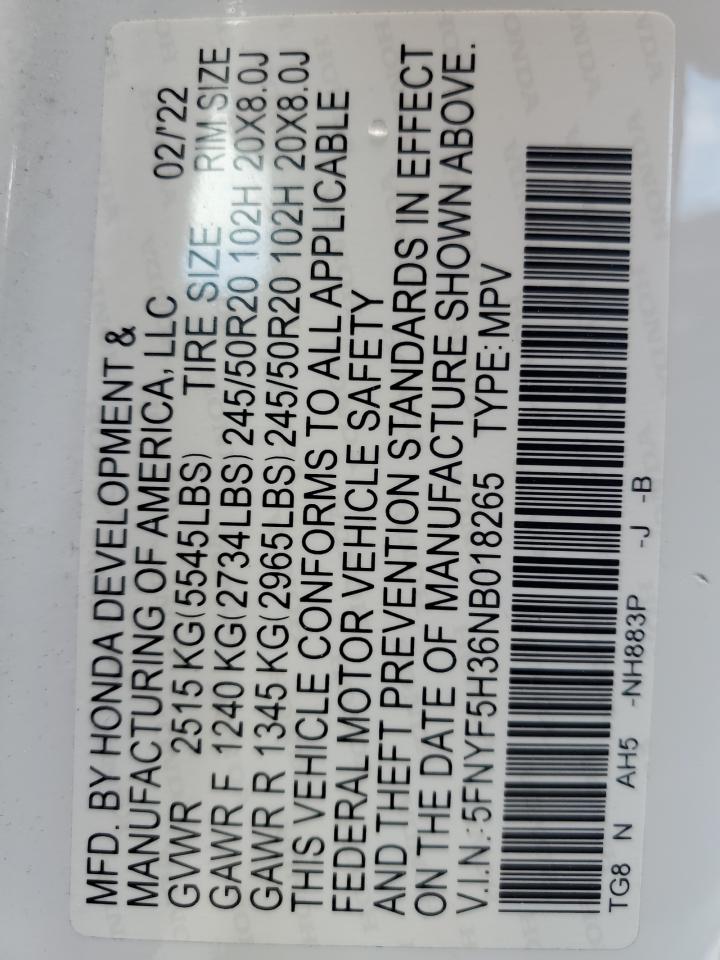 MFD. BY HONDA DEVELOPMENT &
MANUFACTURING OF AMERICA, LLC 02/'22
GVWR 2515 KG(5545LBS) TIRE SIZE RIM SIZE
GAWR F 1240 KG(2734LBS) 245/50R20 102H 20X8.0J
GAWR R 1345 KG(2965LBS) 245/50R20 102H 20X8.0J
THIS VEHICLE CONFORMS TO ALL APPLICABLE
FEDERAL MOTOR VEHICLE SAFETY
AND THEFT PREVENTION STANDARDS IN EFFECT
ON THE DATE OF MANUFACTURE SHOWN ABOVE.
V.I.N.:5FNYF5H36NB018265 TYPE:MPV
TG8 N AH5 -NH883P -J -B